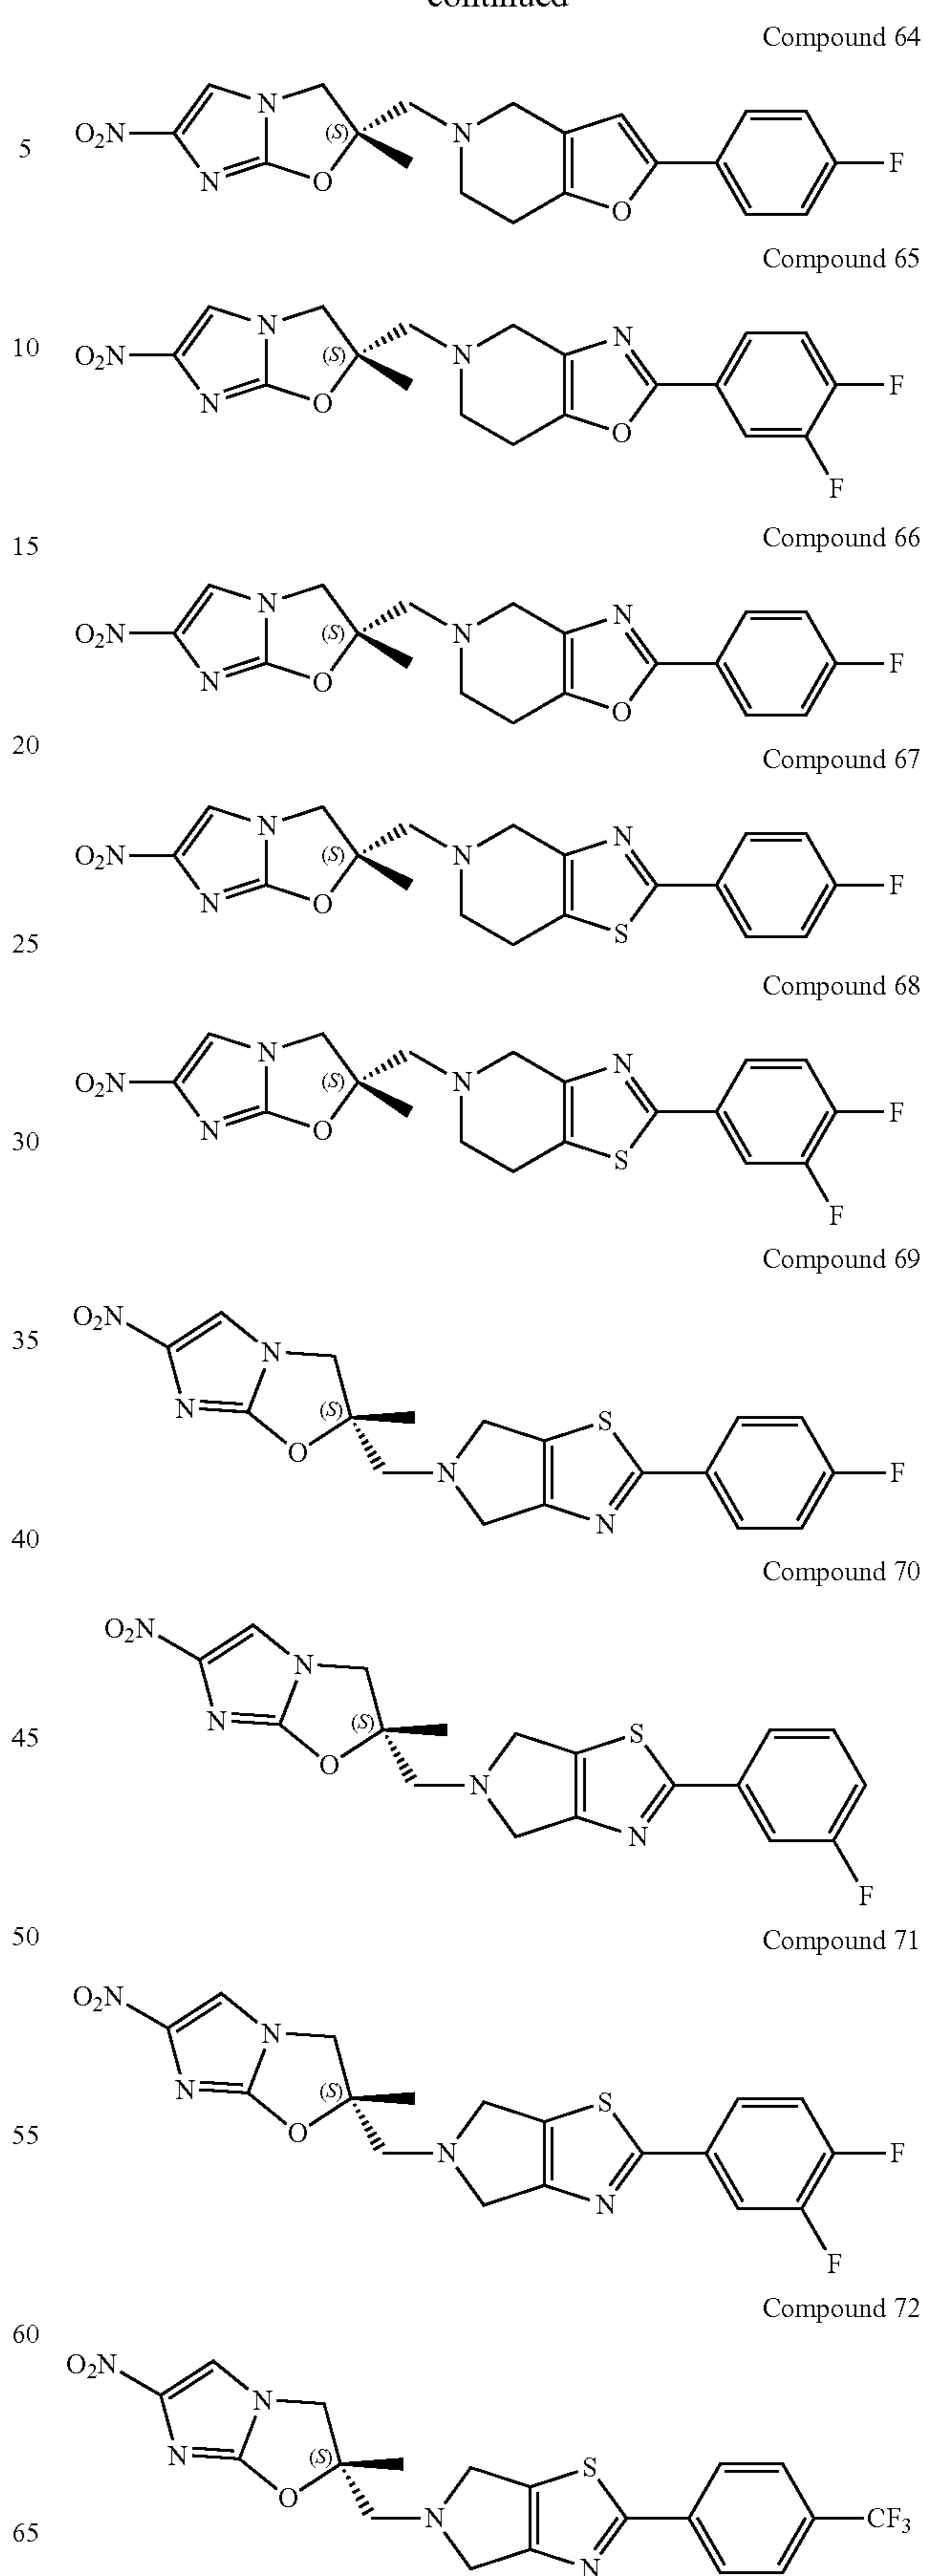 -continued
Compound 64
N
5
O₂N (S) N F
N O O
Compound 65
N N
10
O₂N (S) N F
N O O
F
15
Compound 66
N N
O₂N (S) N F
N O O
20
Compound 67
N N
O₂N (S) N F
N O S
25
Compound 68
N N
O₂N (S) N F
N O S
30
F
Compound 69
O₂N
35
N
N (S) S
O N F
N
40
Compound 70
O₂N
N
N (S) S
45
O N
N
F
50
Compound 71
O₂N
N
N (S) S
55
O N F
N
F
Compound 72
60
O₂N
N
N (S) S
O N CF₃
65
N